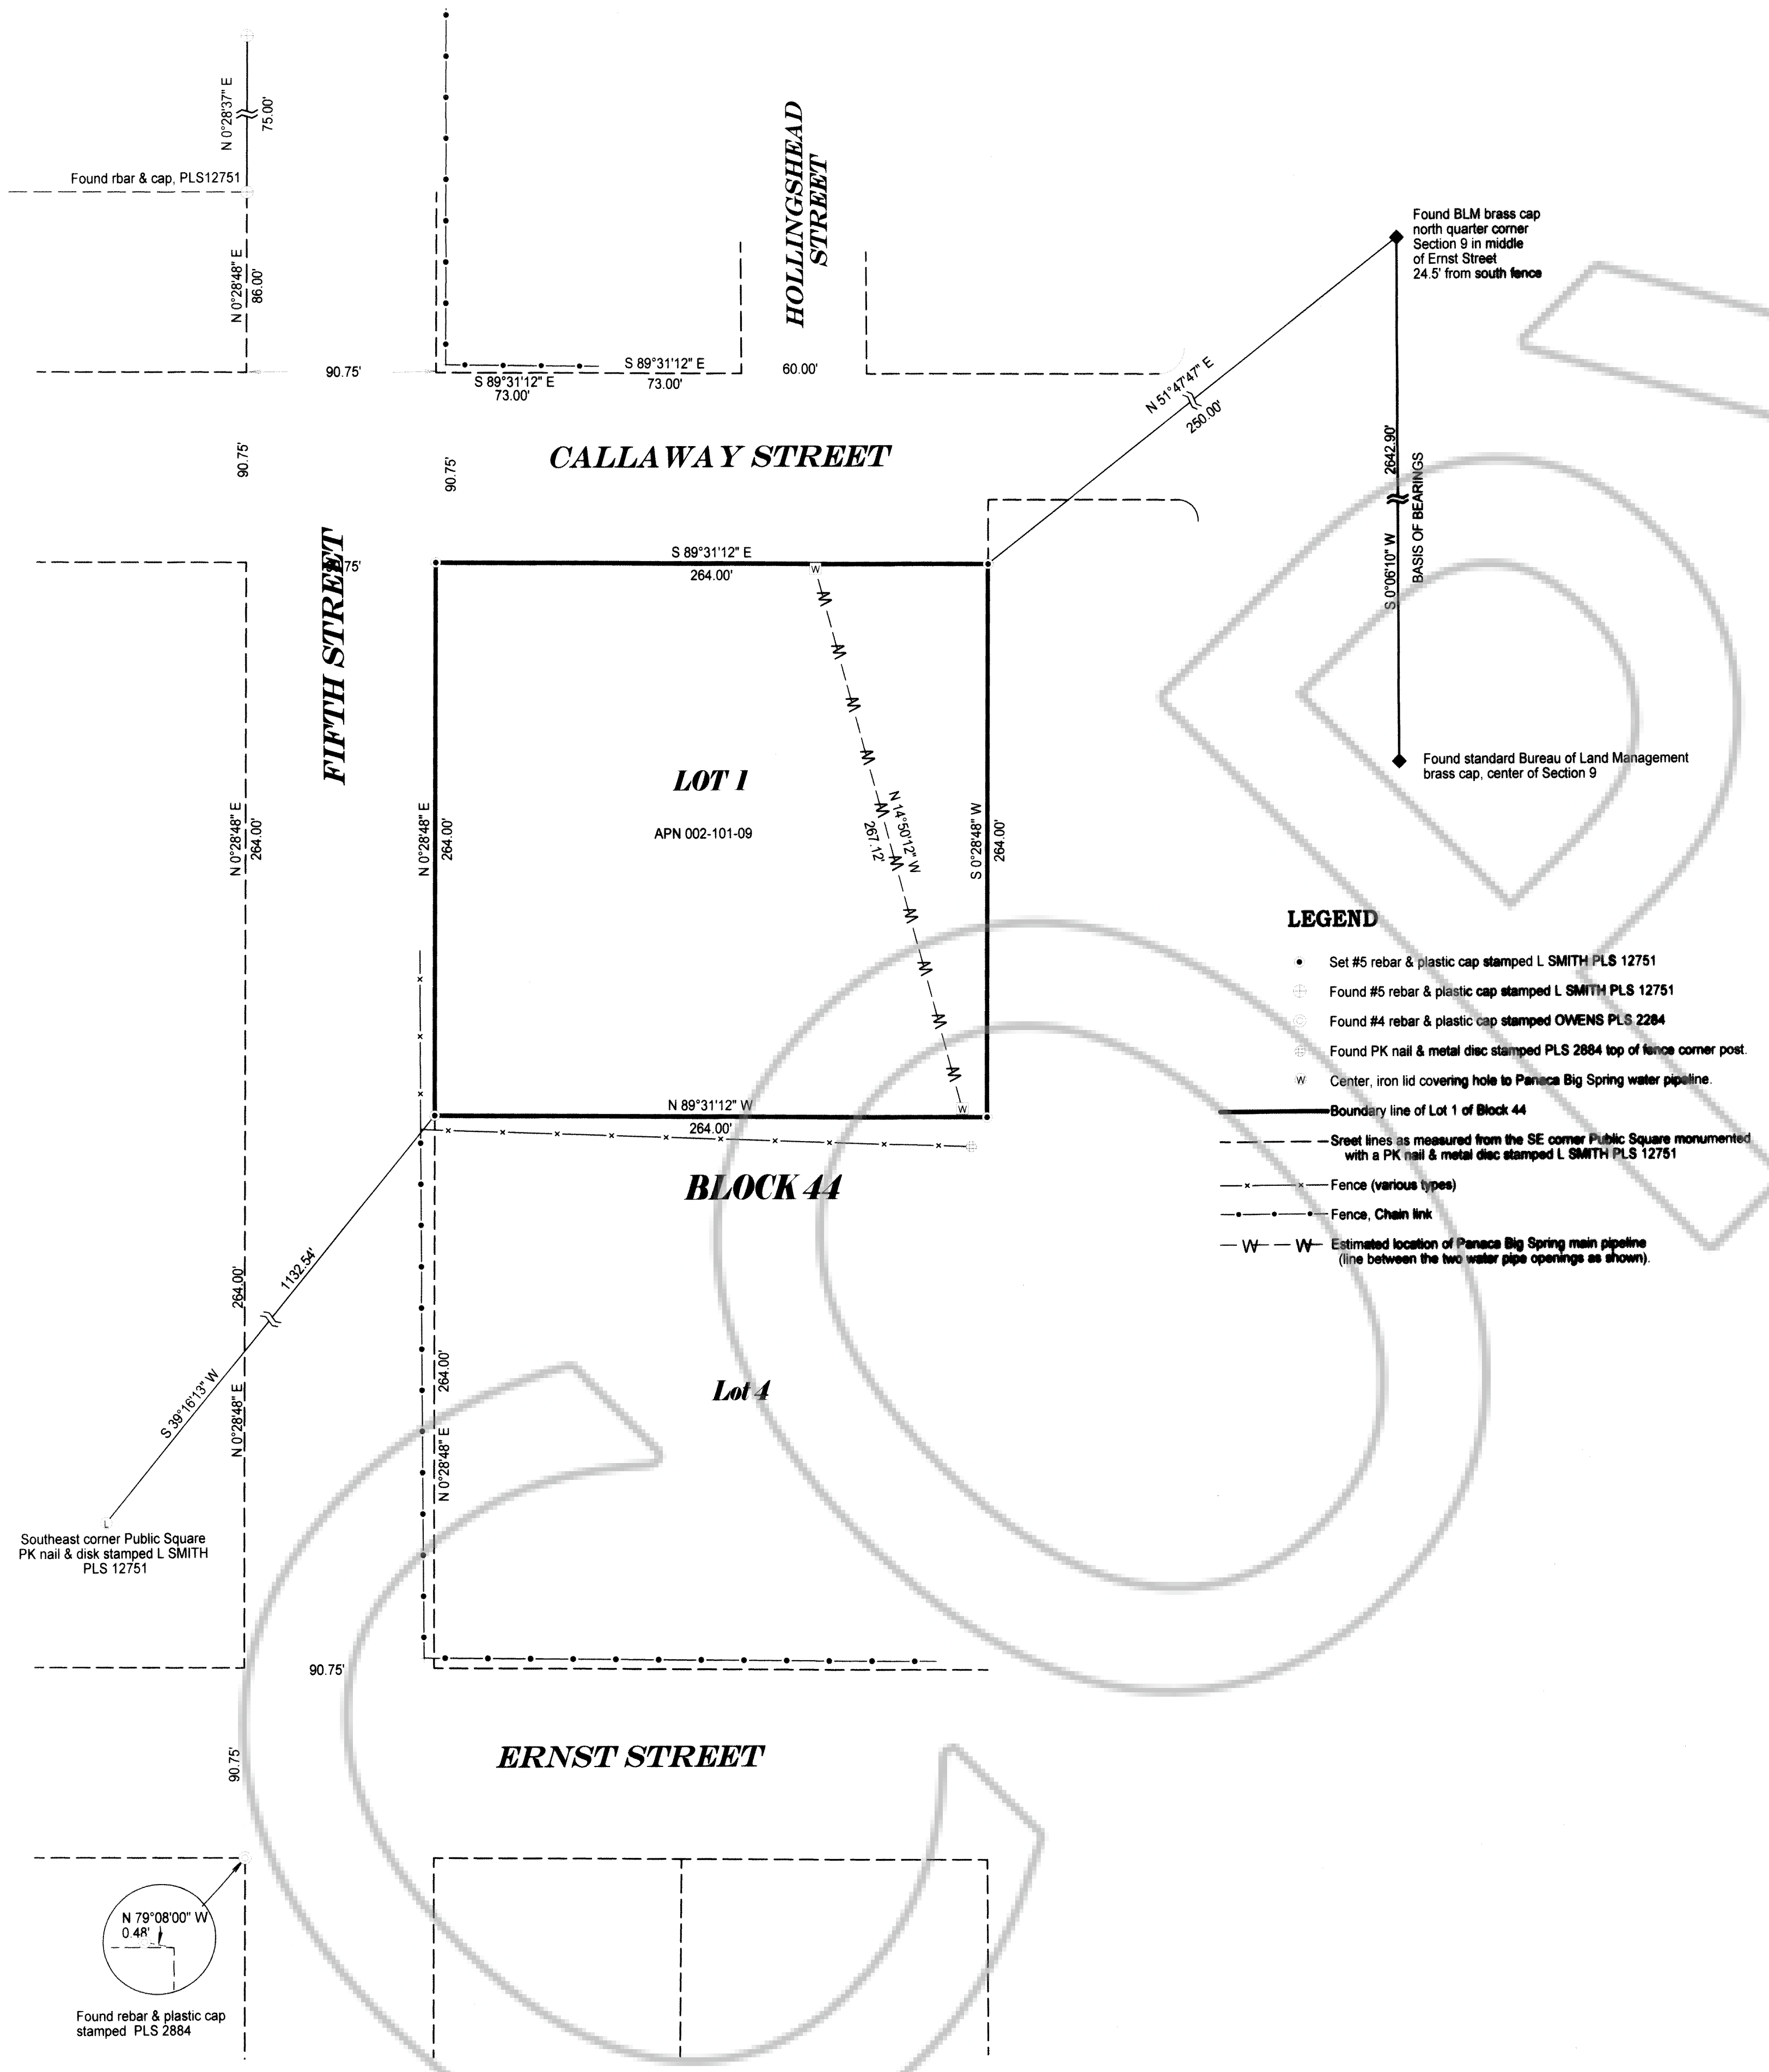 N 0°28'37" E
75.00'
Found rbar & cap, PLS12751
N 0°28'48" E
86.00'
HOLLINGSHEAD
STREET
Found BLM brass cap
north quarter corner
Section 9 in middle
of Ernst Street
24.5' from south fence
90.75'
S 89°31'12" E
73.00'
S 89°31'12" E
73.00'
60.00'
N 51°47'47" E
250.00'
90.75'
90.75'
CALLAWAY STREET
S 0°06'10" W 2642.90'
BASIS OF BEARINGS
FIFTH STREET
S 89°31'12" E
264.00'
W
LOT 1
APN 002-101-09
N 0°28'48" E
264.00'
N 0°28'48" E
264.00'
N 14°50'12" W
267.12'
S 0°28'48" W
264.00'
Found standard Bureau of Land Management
brass cap, center of Section 9
N 89°31'12" W
264.00'
W
LEGEND
Set #5 rebar & plastic cap stamped L SMITH PLS 12751
Found #5 rebar & plastic cap stamped L SMITH PLS 12751
Found #4 rebar & plastic cap stamped OWENS PLS 2284
Found PK nail & metal disc stamped PLS 2884 top of fence corner post.
W Center, iron lid covering hole to Panaca Big Spring water pipeline.
Boundary line of Lot 1 of Block 44
Sreet lines as measured from the SE corner Public Square monumented
with a PK nail & metal disc stamped L SMITH PLS 12751
Fence (various types)
Fence, Chain link
W W Estimated location of Panaca Big Spring main pipeline
(line between the two water pipe openings as shown).
BLOCK 44
1132.54'
S 39°16'13" W
N 0°28'48" E
264.00'
N 0°28'48" E
264.00'
Lot 4
Southeast corner Public Square
PK nail & disk stamped L SMITH
PLS 12751
90.75'
90.75'
ERNST STREET
N 79°08'00" W
0.48'
Found rebar & plastic cap
stamped PLS 2884